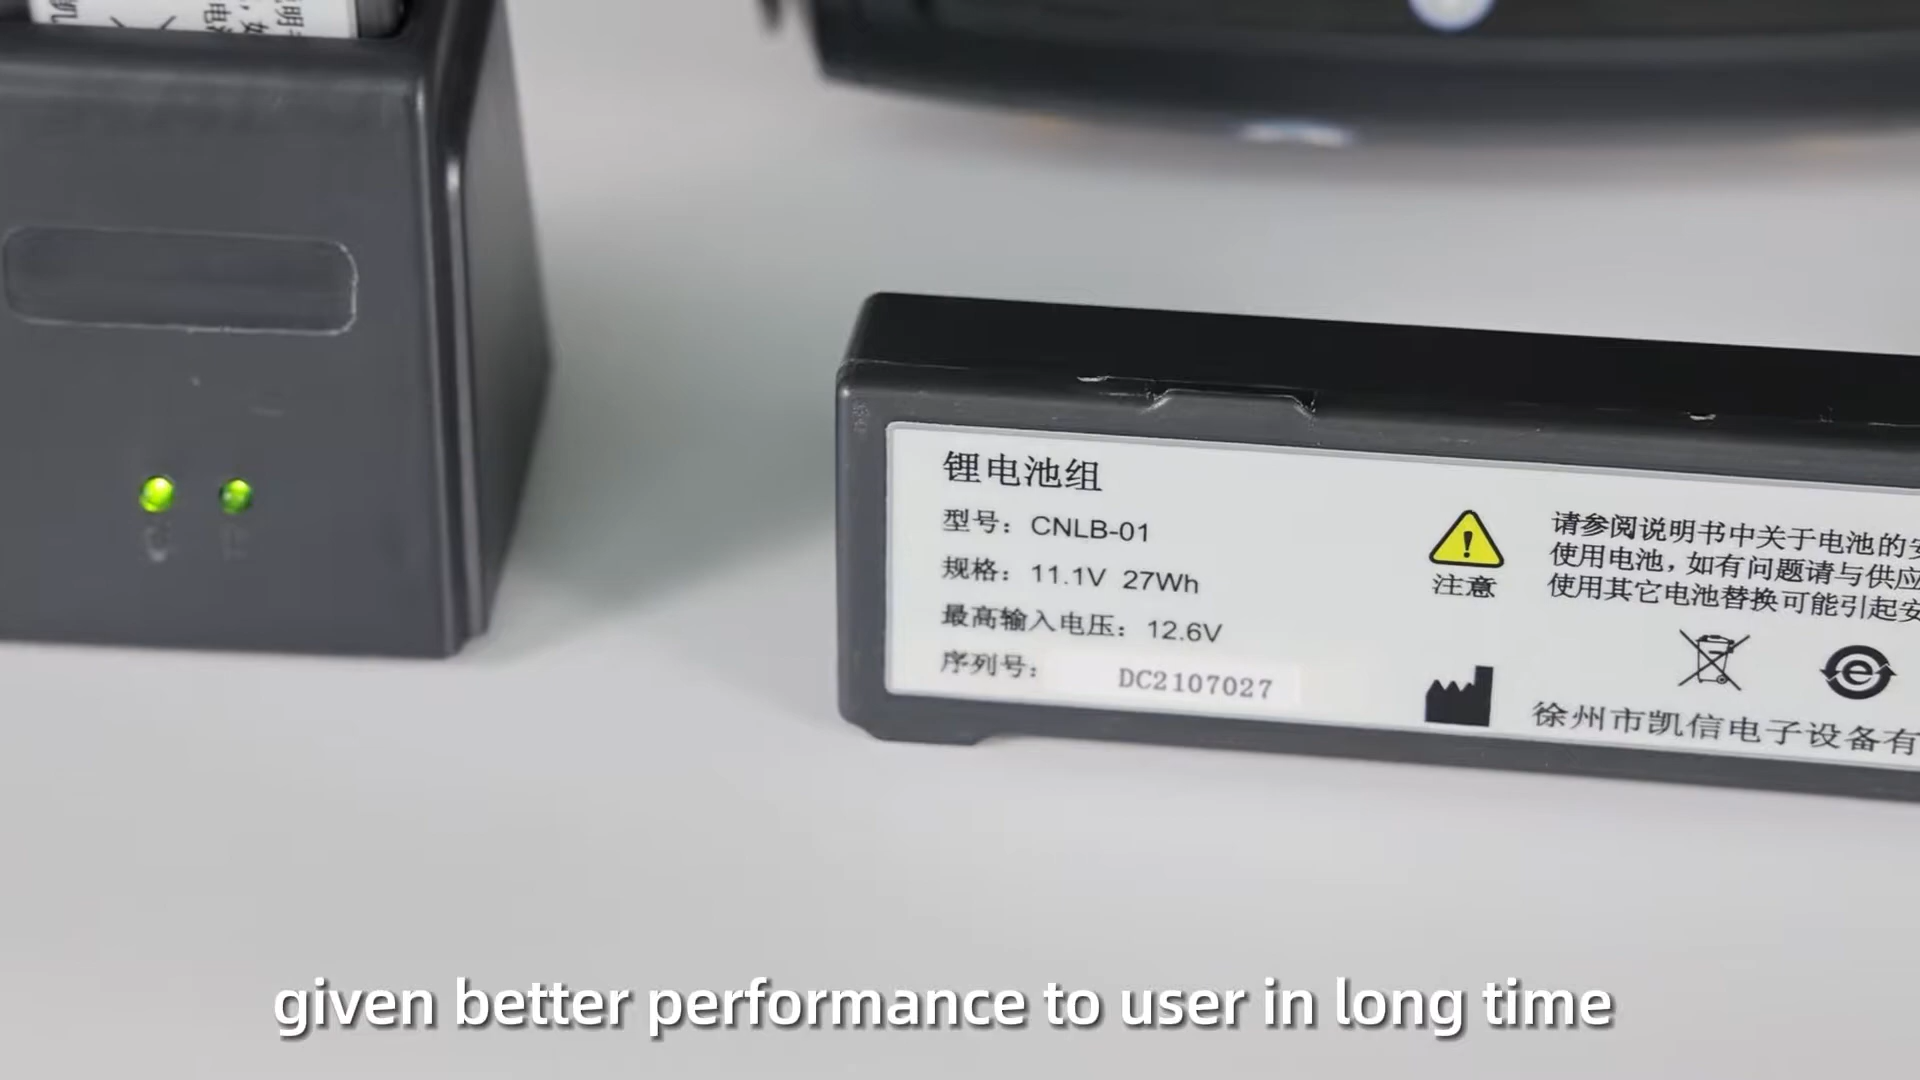 锂电池组
型号：CNLB-01
规格：11.1V 27Wh
最高输入电压：12.6V
序列号：
DC2107027
注意
请参阅说明书中关于电池的安
使用电池，如有问题请与供应
使用其它电池替换可能引起安
徐州市凯信电子设备有
given better performance to user in long time